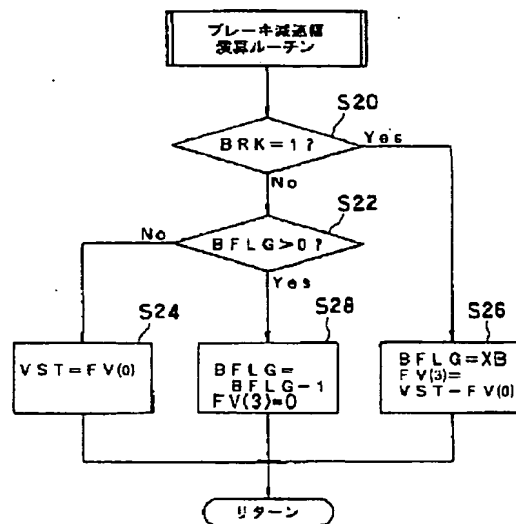 ブレーキ減速幅
演算ルーチン
S20
BRK=1?
Yes
No
S22
No
BFLG>0?
Yes
S24
S28
S26
VST=FV(0)
BFLG=
BFLG-1
FV(3)=0
BFLG=XB
FV(3)=
VST-FV(0)
リターン